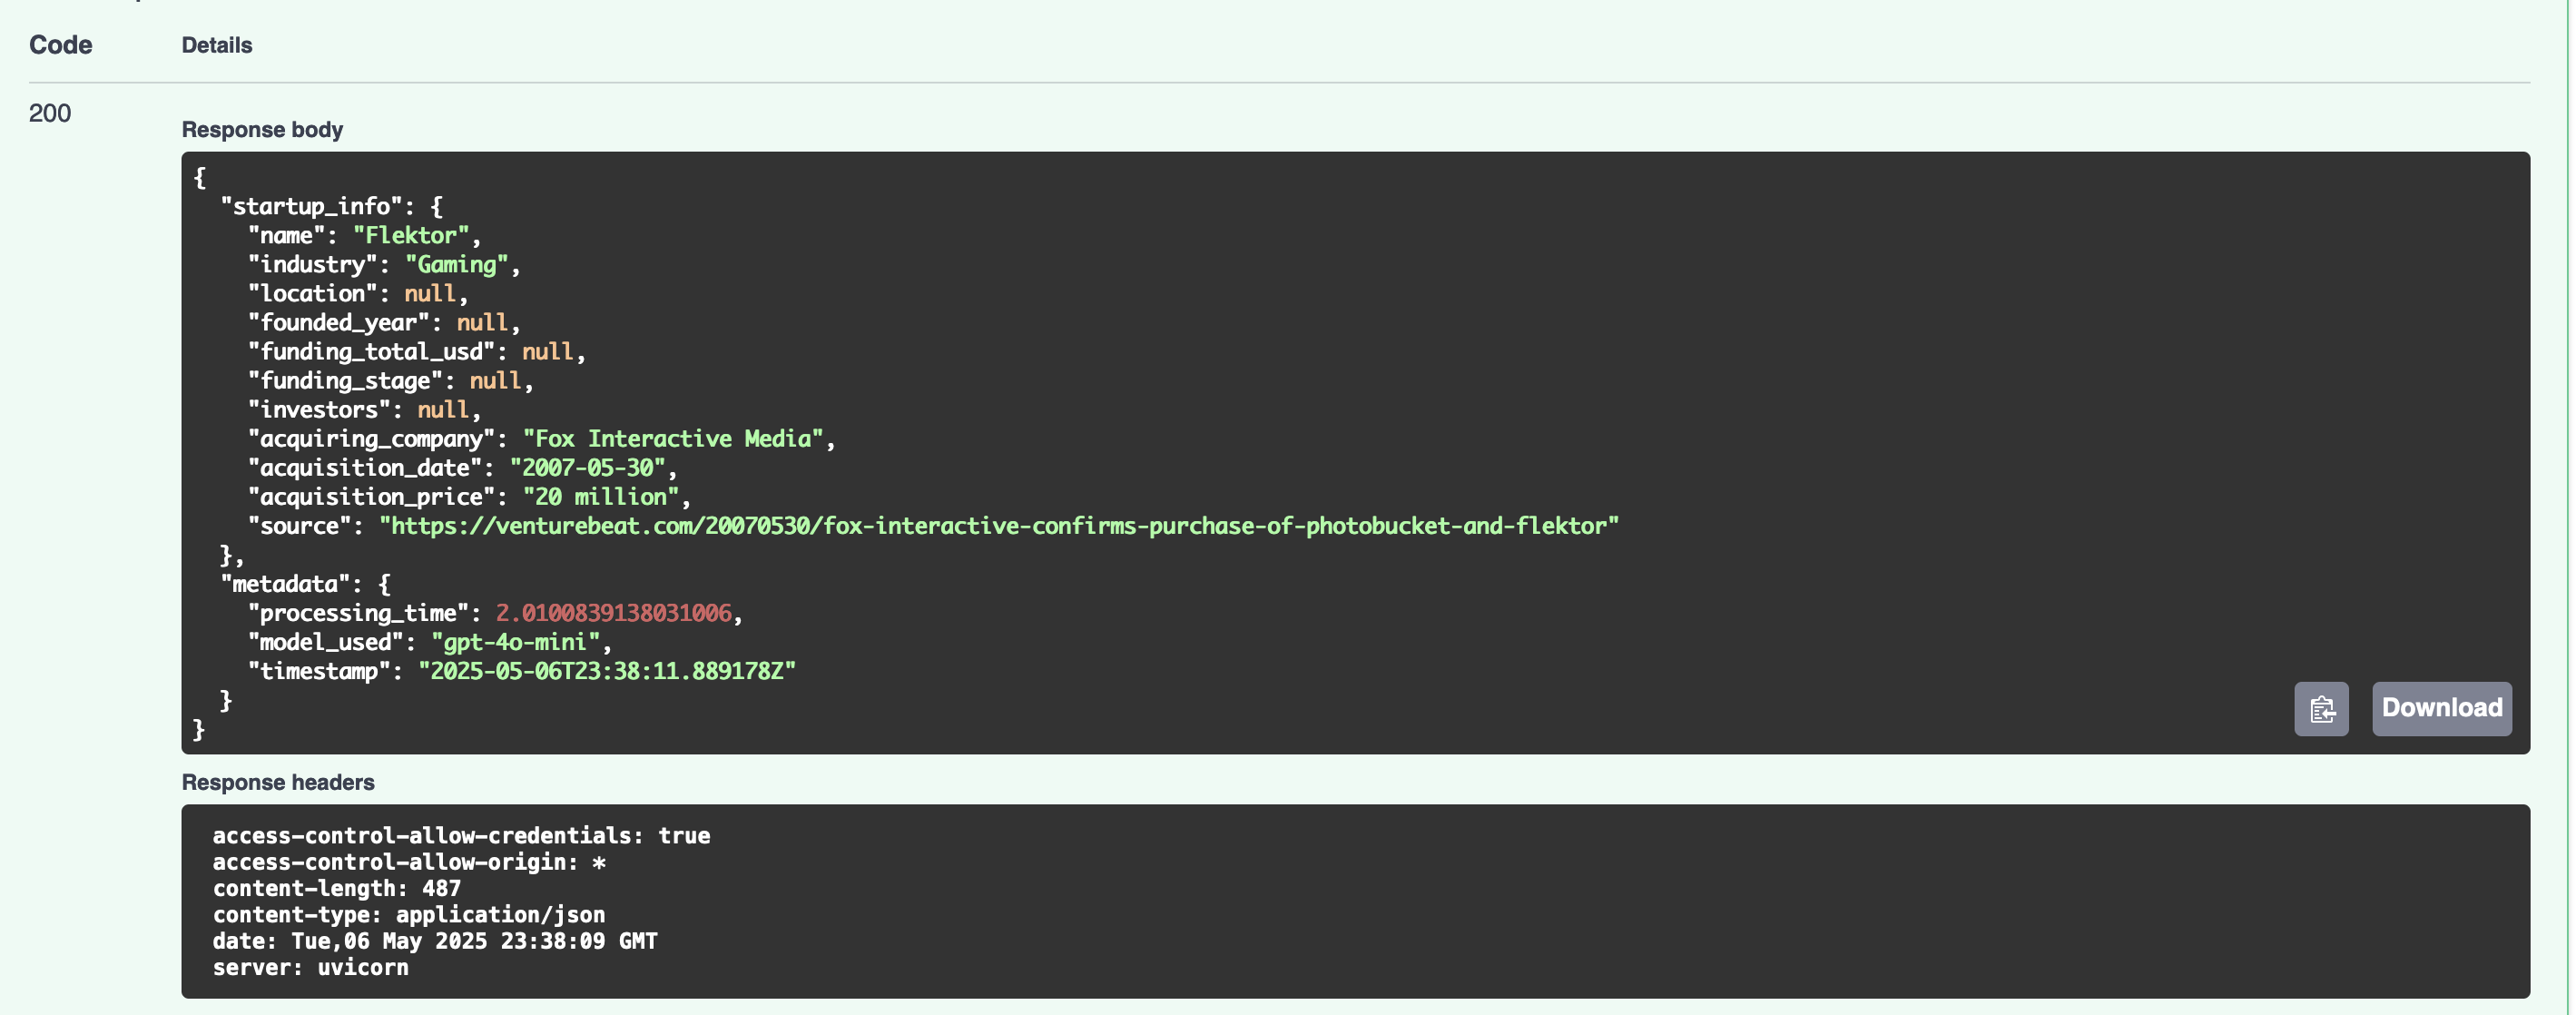 Code Details
200
Response body
{
  "startup_info": {
    "name": "Flektor",
    "industry": "Gaming",
    "location": null,
    "founded_year": null,
    "funding_total_usd": null,
    "funding_stage": null,
    "investors": null,
    "acquiring_company": "Fox Interactive Media",
    "acquisition_date": "2007-05-30",
    "acquisition_price": "20 million",
    "source": "https://venturebeat.com/20070530/fox-interactive-confirms-purchase-of-photobucket-and-flektor"
  },
  "metadata": {
    "processing_time": 2.0100839138031006,
    "model_used": "gpt-4o-mini",
    "timestamp": "2025-05-06T23:38:11.889178Z"
  }
}
Download
Response headers
access-control-allow-credentials: true
access-control-allow-origin: *
content-length: 487
content-type: application/json
date: Tue,06 May 2025 23:38:09 GMT
server: uvicorn